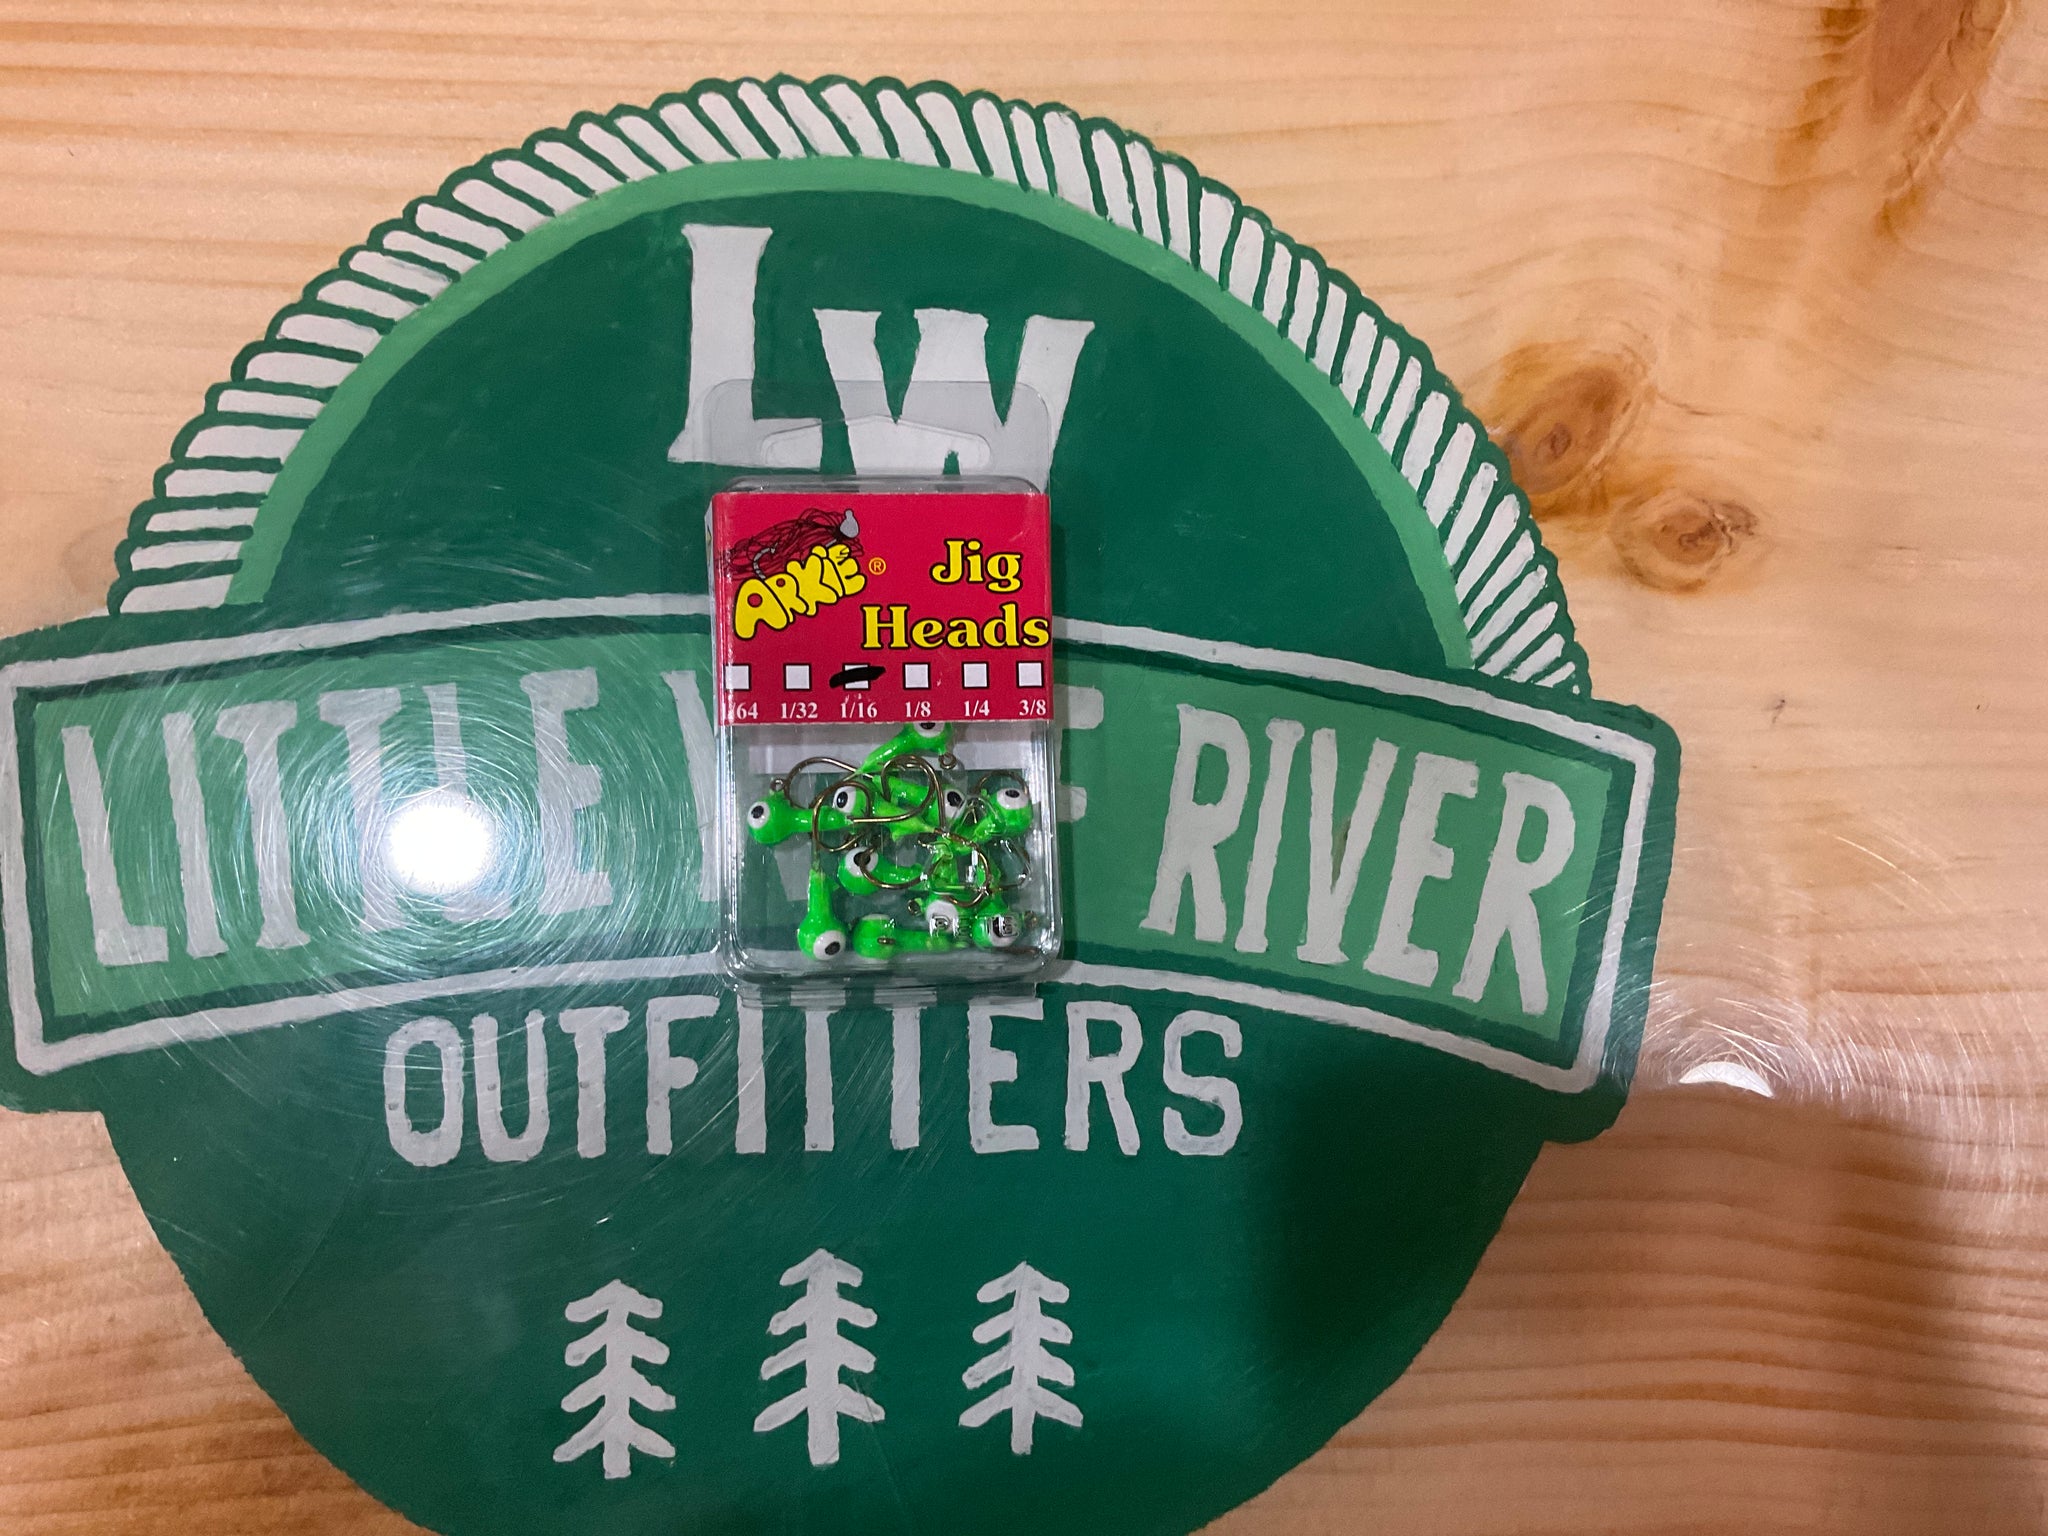 LW
ARKIE®
Jig
Heads
1/64 1/32 1/16 1/8 1/4 3/8
LITTLE RIVER
OUTFITTERS